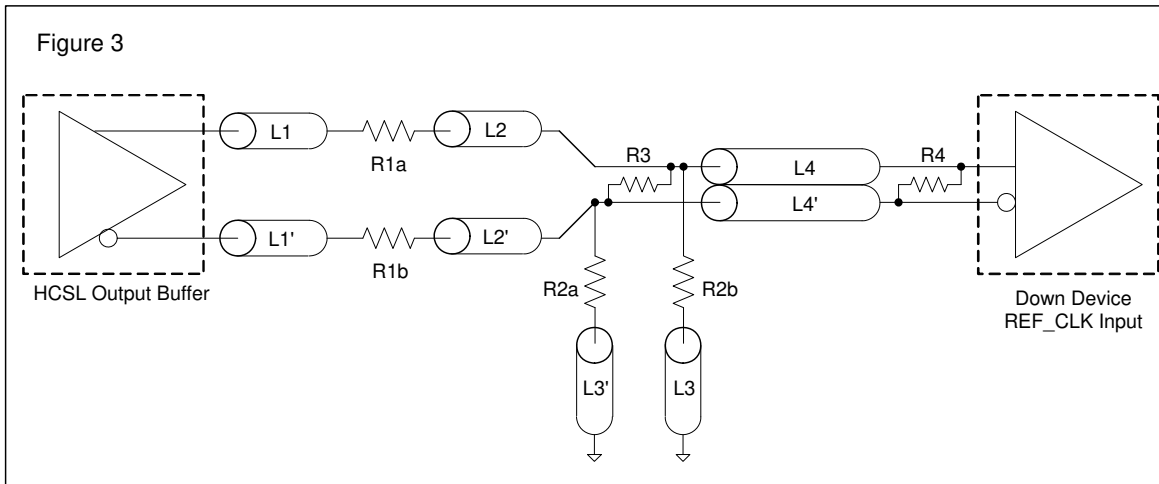 Figure 3
L1
R1a
L2
R3
L4
R4
L4'
L1'
R1b
L2'
HCSL Output Buffer
R2a
R2b
Down Device
REF_CLK Input
L3'
L3